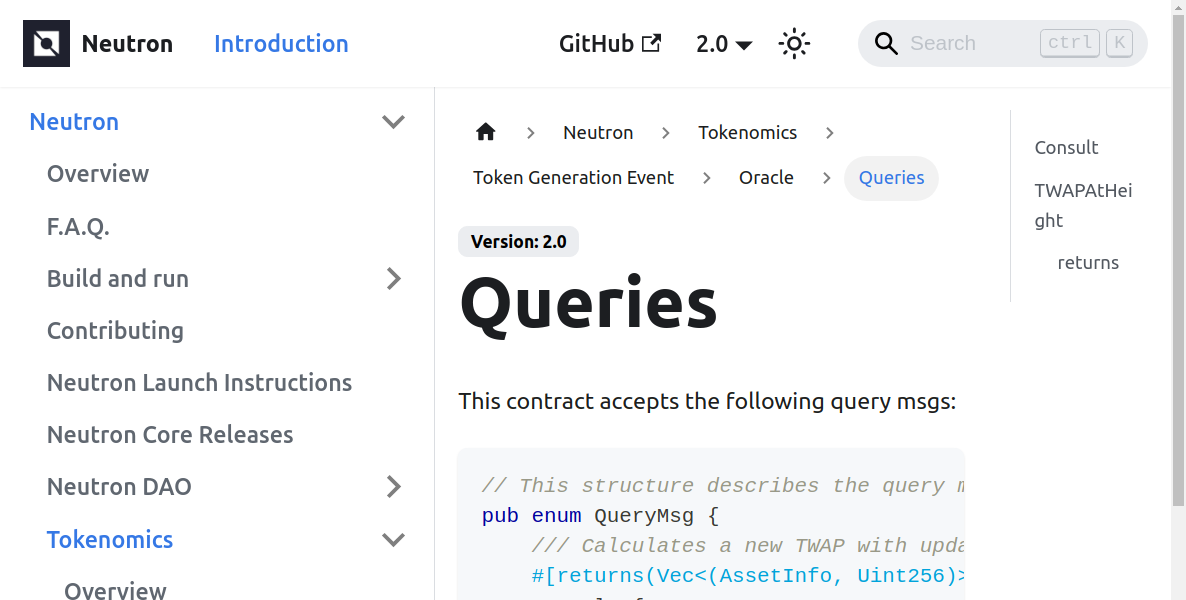 Neutron
Introduction
GitHub
2.0
Search
ctrl
K
Neutron
Overview
F.A.Q.
Build and run
Contributing
Neutron Launch Instructions
Neutron Core Releases
Neutron DAO
Tokenomics
Overview
Neutron
Tokenomics
Token Generation Event
Oracle
Queries
Version: 2.0
Queries
This contract accepts the following query msgs:
// This structure describes the query m
pub enum QueryMsg {
/// Calculates a new TWAP with upda
#[returns(Vec<(AssetInfo, Uint256)>
Consult
TWAPAtHei
ght
returns